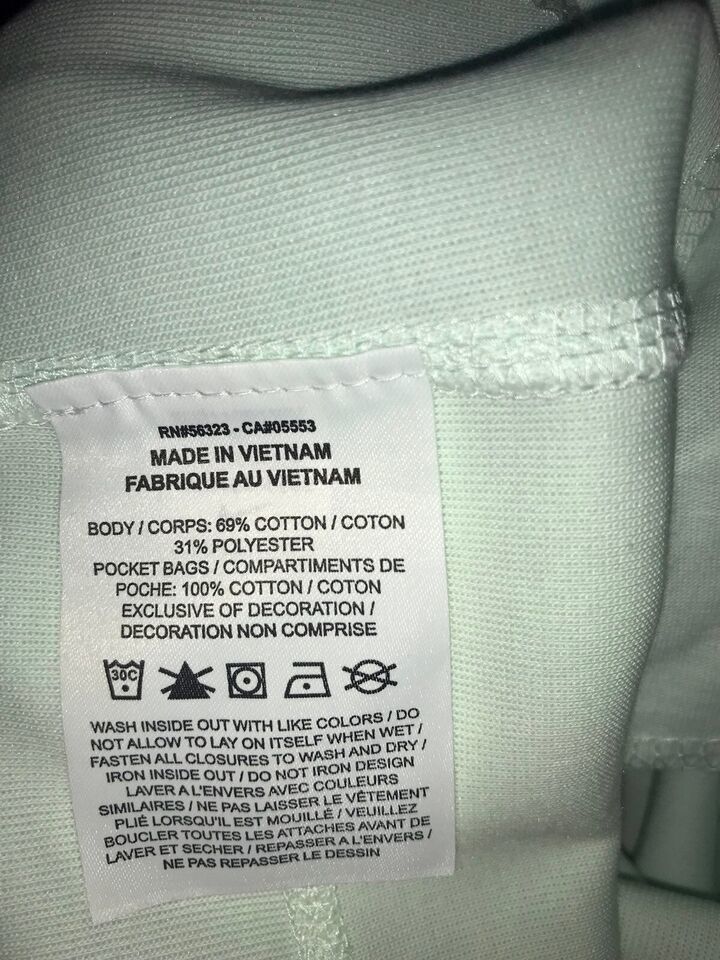 RN#56323 - CA#05553
MADE IN VIETNAM
FABRIQUE AU VIETNAM
BODY / CORPS: 69% COTTON / COTON
31% POLYESTER
POCKET BAGS / COMPARTIMENTS DE
POCHE: 100% COTTON / COTON
EXCLUSIVE OF DECORATION /
DECORATION NON COMPRISE
30C
WASH INSIDE OUT WITH LIKE COLORS / DO
NOT ALLOW TO LAY ON ITSELF WHEN WET /
FASTEN ALL CLOSURES TO WASH AND DRY /
IRON INSIDE OUT / DO NOT IRON DESIGN
LAVER A L'ENVERS AVEC COULEURS
SIMILAIRES / NE PAS LAISSER LE VÊTEMENT
PLIÉ LORSQU'IL EST MOUILLÉ / VEUILLEZ
BOUCLER TOUTES LES ATTACHES AVANT DE
LAVER ET SECHER / REPASSER A L'ENVERS /
NE PAS REPASSER LE DESSIN